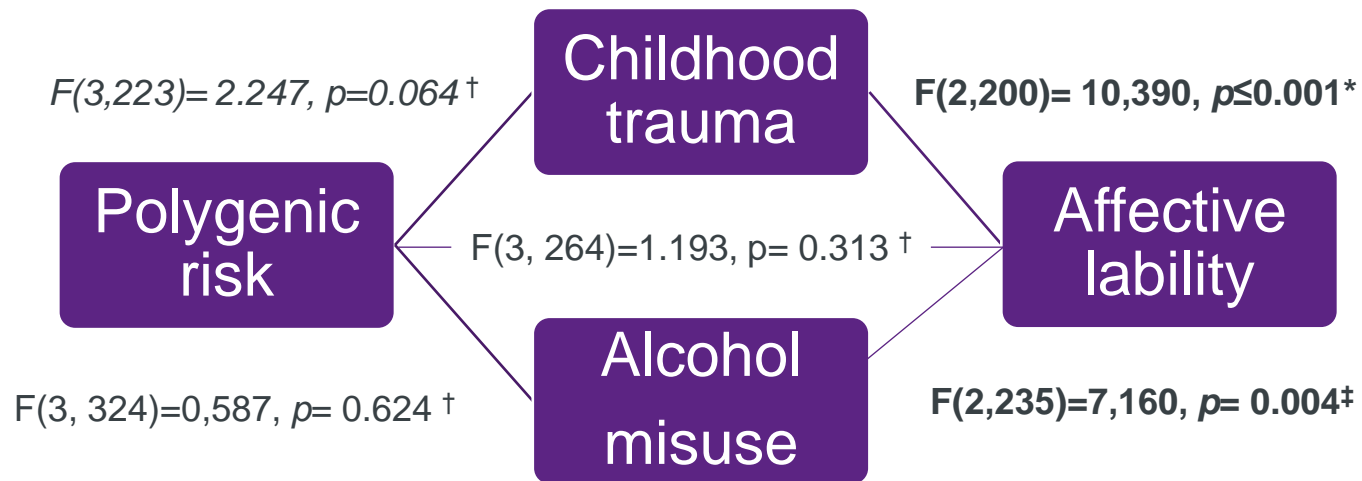 Childhood
trauma
F(3,223)= 2.247, p=0.064 †
F(2,200)= 10,390, p≤0.001*
Polygenic
risk
F(3, 264)=1.193, p= 0.313 †
Affective
lability
Alcohol
misuse
F(3, 324)=0,587, p= 0.624 †
F(2,235)=7,160, p= 0.004‡